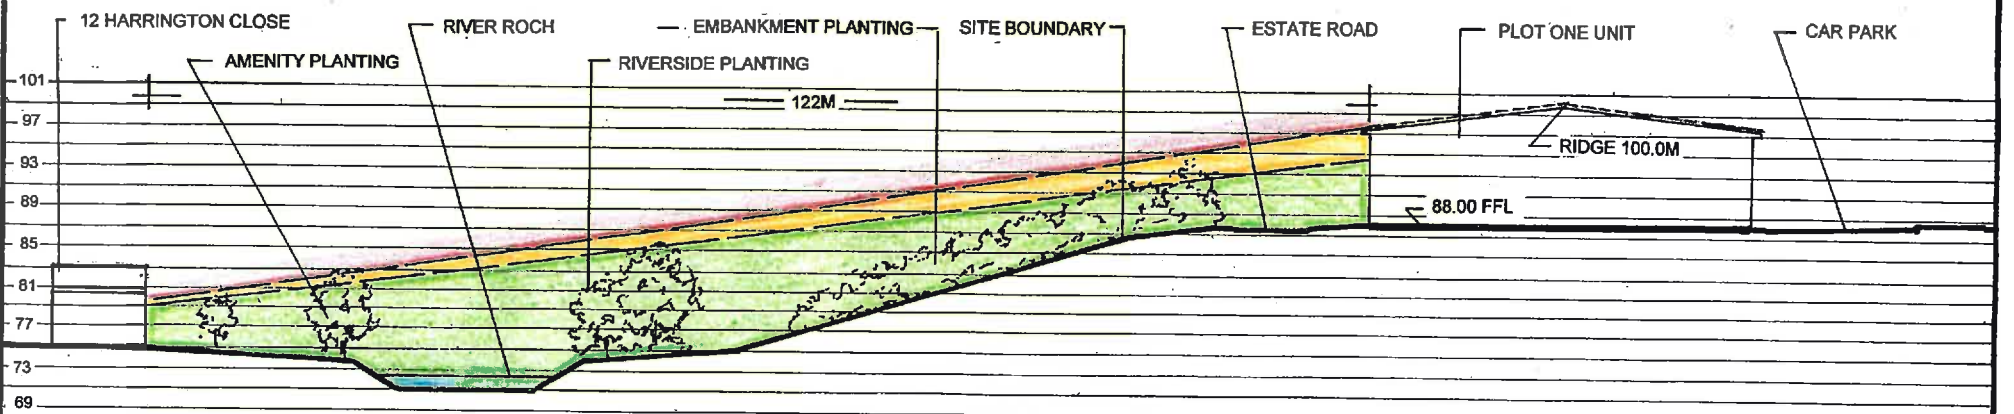 12 HARRINGTON CLOSE
RIVER ROCH
EMBANKMENT PLANTING
SITE BOUNDARY
ESTATE ROAD
PLOT ONE UNIT
CAR PARK
AMENITY PLANTING
RIVERSIDE PLANTING
101
122M
97
RIDGE 100.0M
93
89
88.00 FFL
85
81
77
73
69